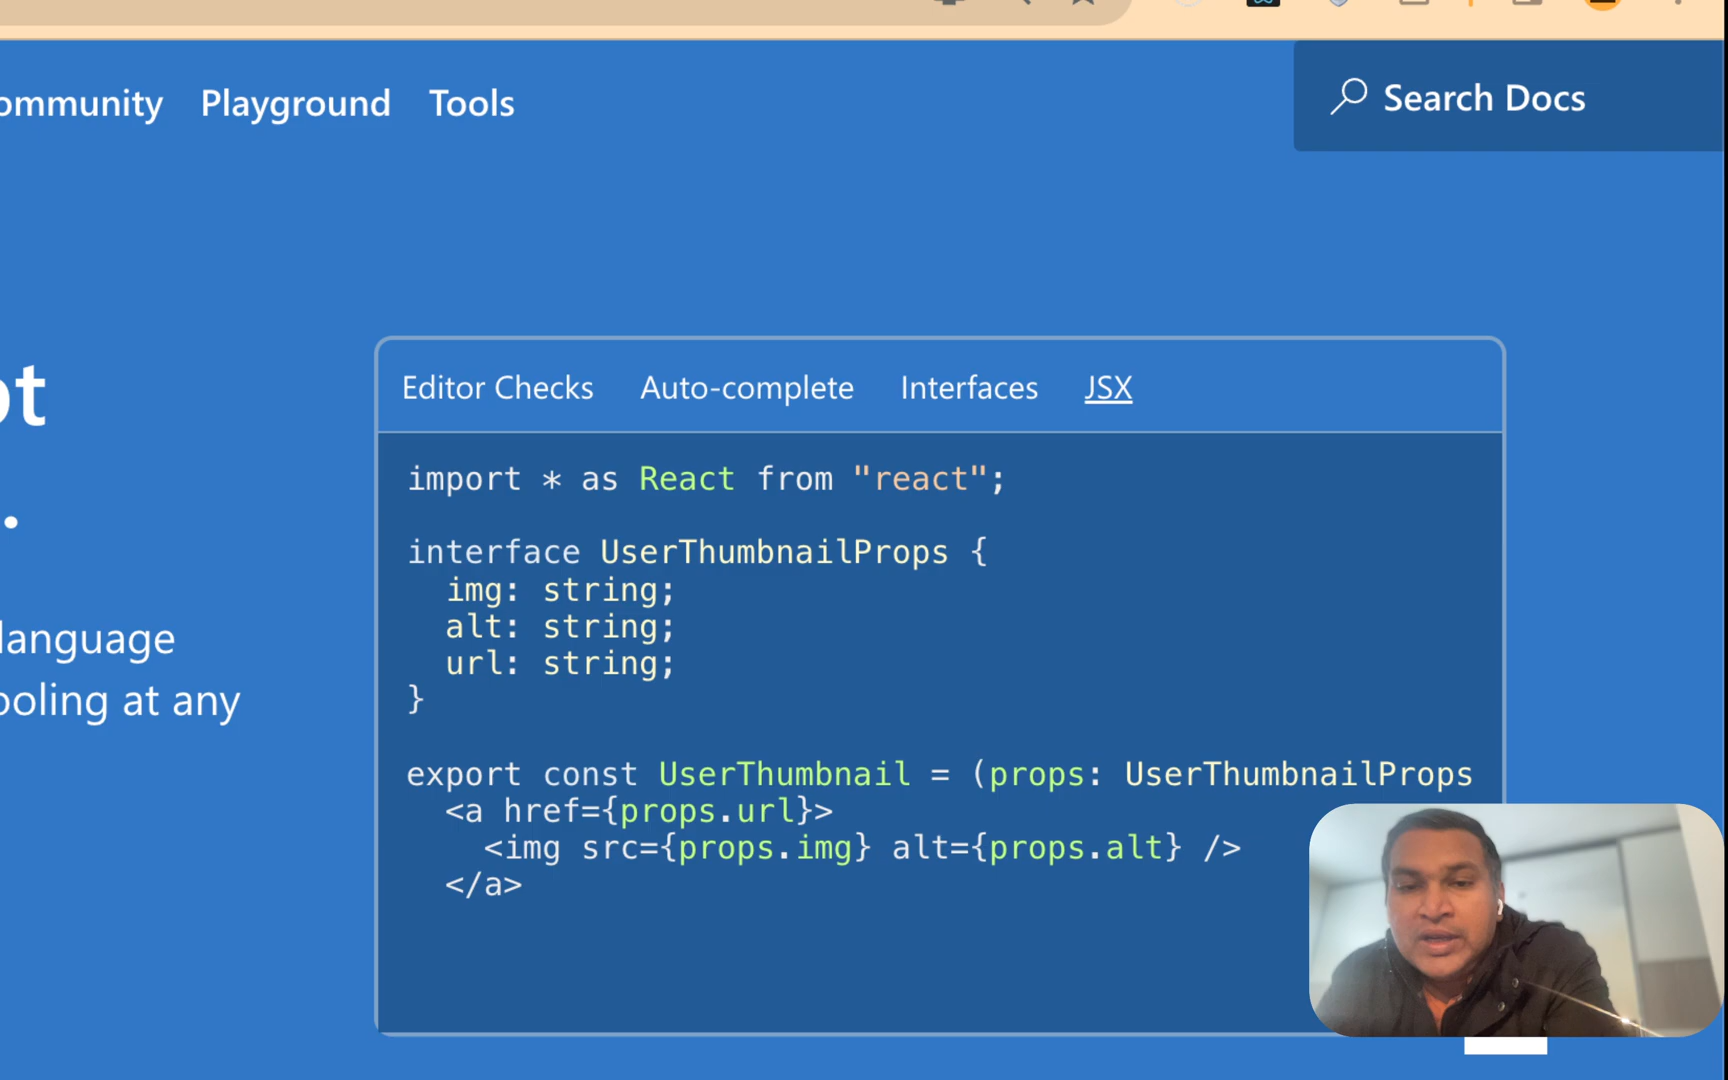 ommunity Playground Tools
Search Docs
ot
.
Editor Checks Auto-complete Interfaces JSX
import * as React from "react";
interface UserThumbnailProps {
img: string;
alt: string;
url: string;
}
language
ooling at any
export const UserThumbnail = (props: UserThumbnailProps
<a href={props.url}>
<img src={props.img} alt={props.alt} />
</a>